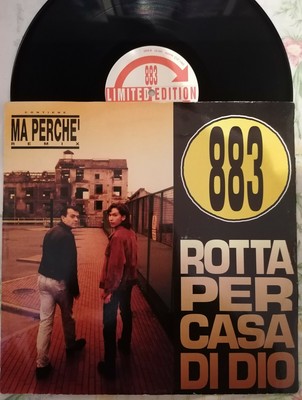 883
LIMITED EDITION
CONTIENE
MA PERCHE'
REMIX
883
ROTTA
PER
CASA
DI DIO